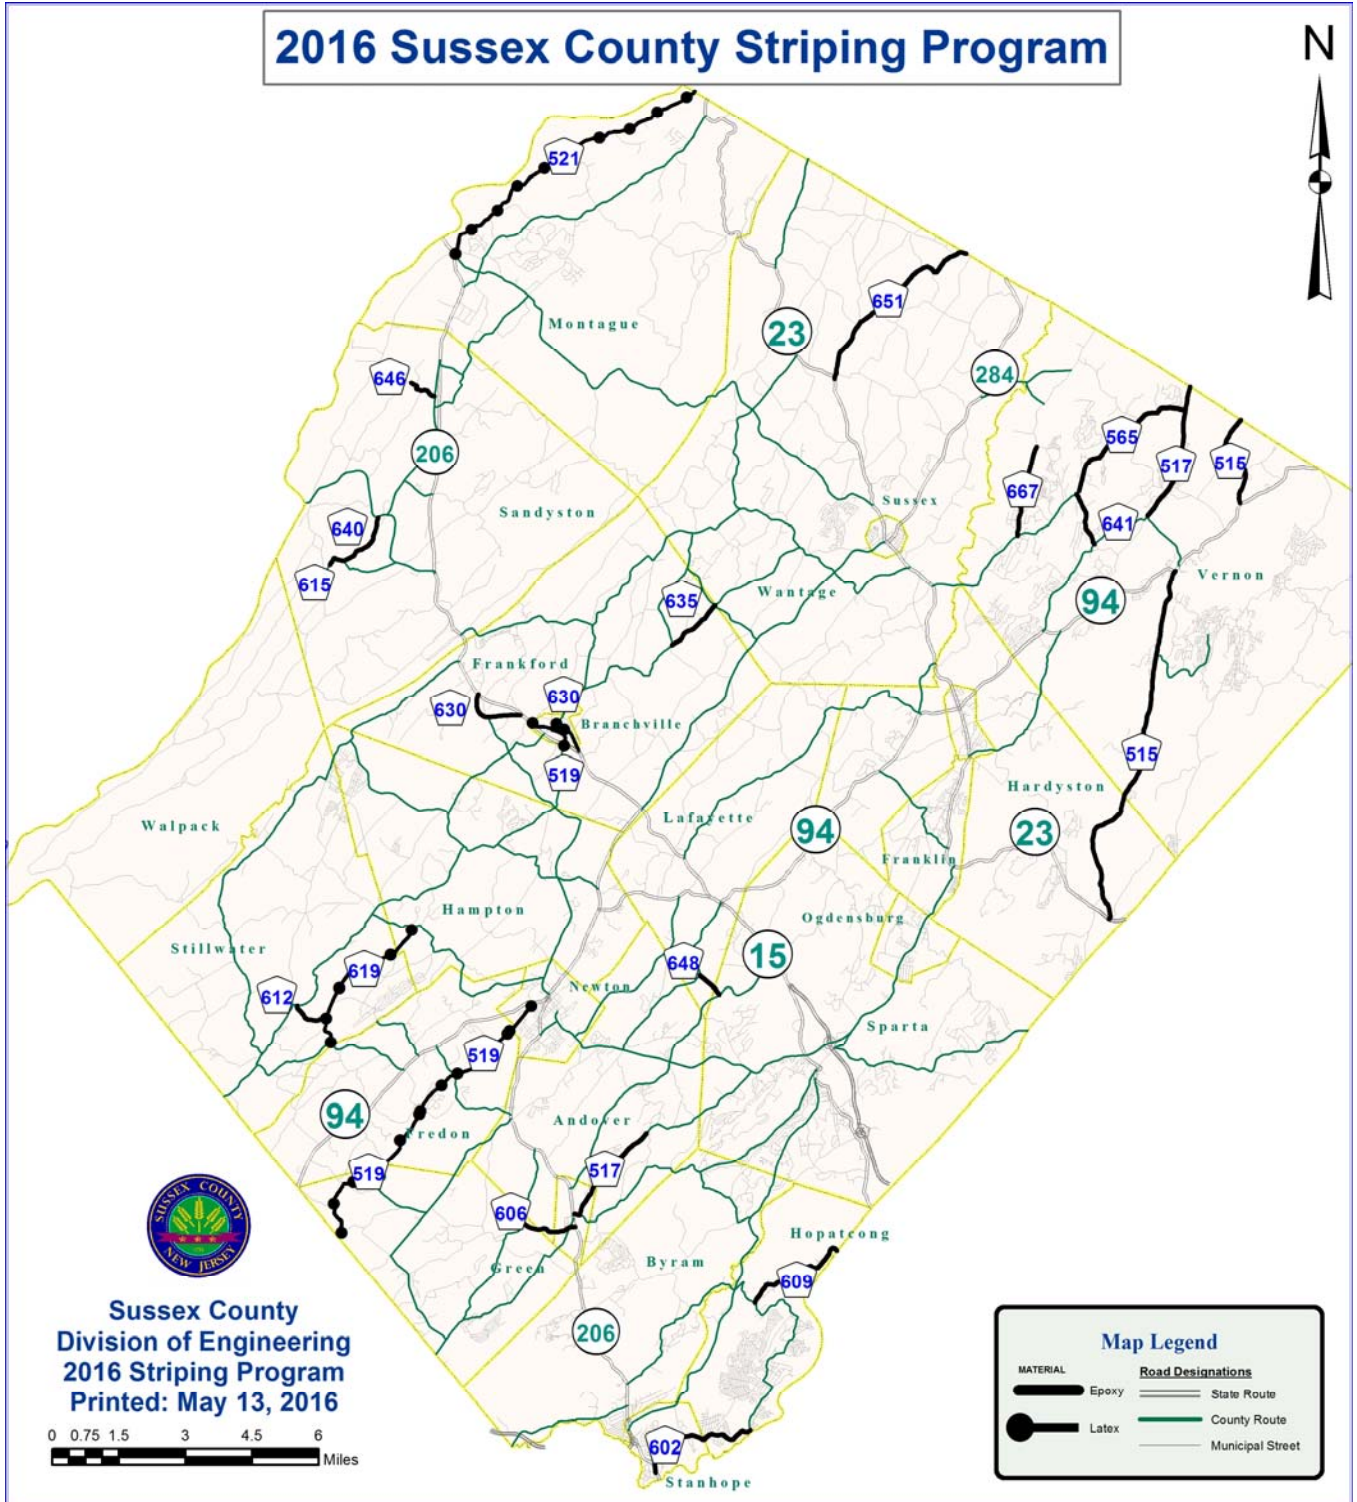 2016 Sussex County Striping Program
N
521
Montague
23
651
284
646
206
565
517
515
667
641
640
615
Sandyston
Sussex
Vernon
94
635
Wantage
Frankford
630
630
Branchville
519
515
Hardyston
23
Walpack
Lafayette
94
Franklin
Hampton
Ogdensburg
Stillwater
15
619
648
612
Newton
Sparta
519
94
Andover
Fredon
519
517
606
Hopatcong
Green
Byram
609
206
602
Stanhope
SUSSEX COUNTY
NEW JERSEY
Sussex County
Division of Engineering
2016 Striping Program
Printed: May 13, 2016
0 0.75 1.5 3 4.5 6
Miles
Map Legend
MATERIAL
Road Designations
Epoxy
State Route
Latex
County Route
Municipal Street